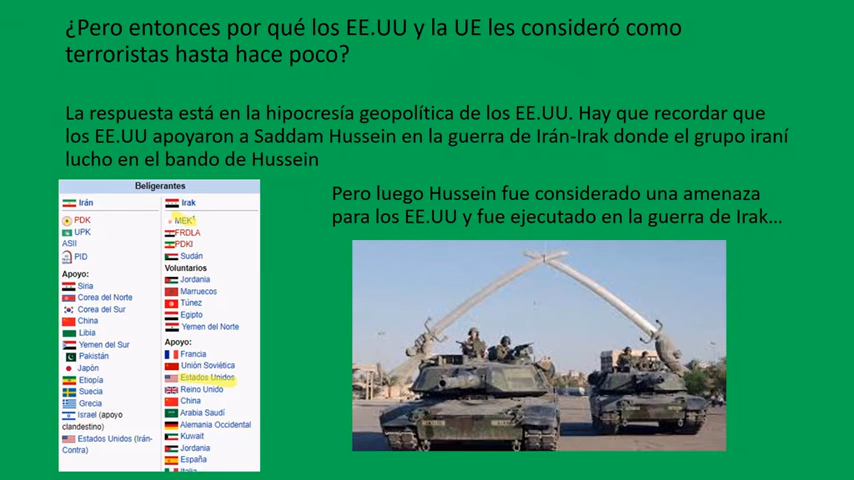 ¿Pero entonces por qué los EE.UU y la UE les consideró como
terroristas hasta hace poco?
La respuesta está en la hipocresía geopolítica de los EE.UU. Hay que recordar que
los EE.UU apoyaron a Saddam Hussein en la guerra de Irán-Irak donde el grupo iraní
lucho en el bando de Hussein
Beligerantes
Irán
PDK
UPK
ASII
PID
Apoyo:
Siria
Corea del Norte
Corea del Sur
China
Libia
Yemen del Sur
Pakistán
Japón
Etiopía
Suecia
Grecia
Israel (apoyo
clandestino)
Estados Unidos (Irán-
Contra)
Irak
MEK¹
FRDLA
PDKI
Sudán
Voluntarios
Jordania
Marruecos
Túnez
Egipto
Yemen del Norte
Apoyo:
Francia
Unión Soviética
Estados Unidos
Reino Unido
China
Arabia Saudí
Alemania Occidental
Kuwait
Jordania
España
Italia
Pero luego Hussein fue considerado una amenaza
para los EE.UU y fue ejecutado en la guerra de Irak...